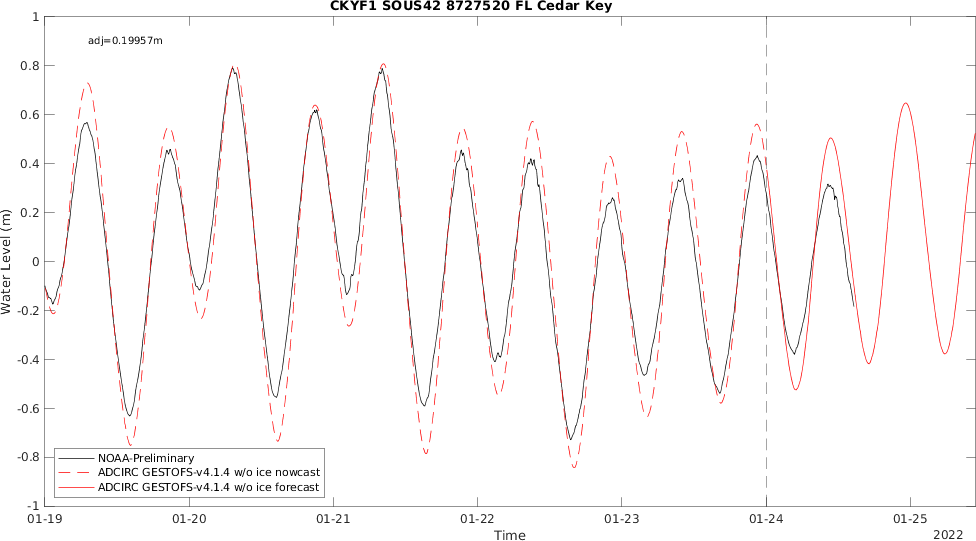 CKYF1 SOUS42 8727520 FL Cedar Key
adj=0.19957m
1
0.8
0.6
0.4
0.2
0
-0.2
-0.4
-0.6
-0.8
-1
Water Level (m)
NOAA-Preliminary
ADCIRC GESTOFS-v4.1.4 w/o ice nowcast
ADCIRC GESTOFS-v4.1.4 w/o ice forecast
01-19 01-20 01-21 01-22 01-23 01-24 01-25
Time
2022